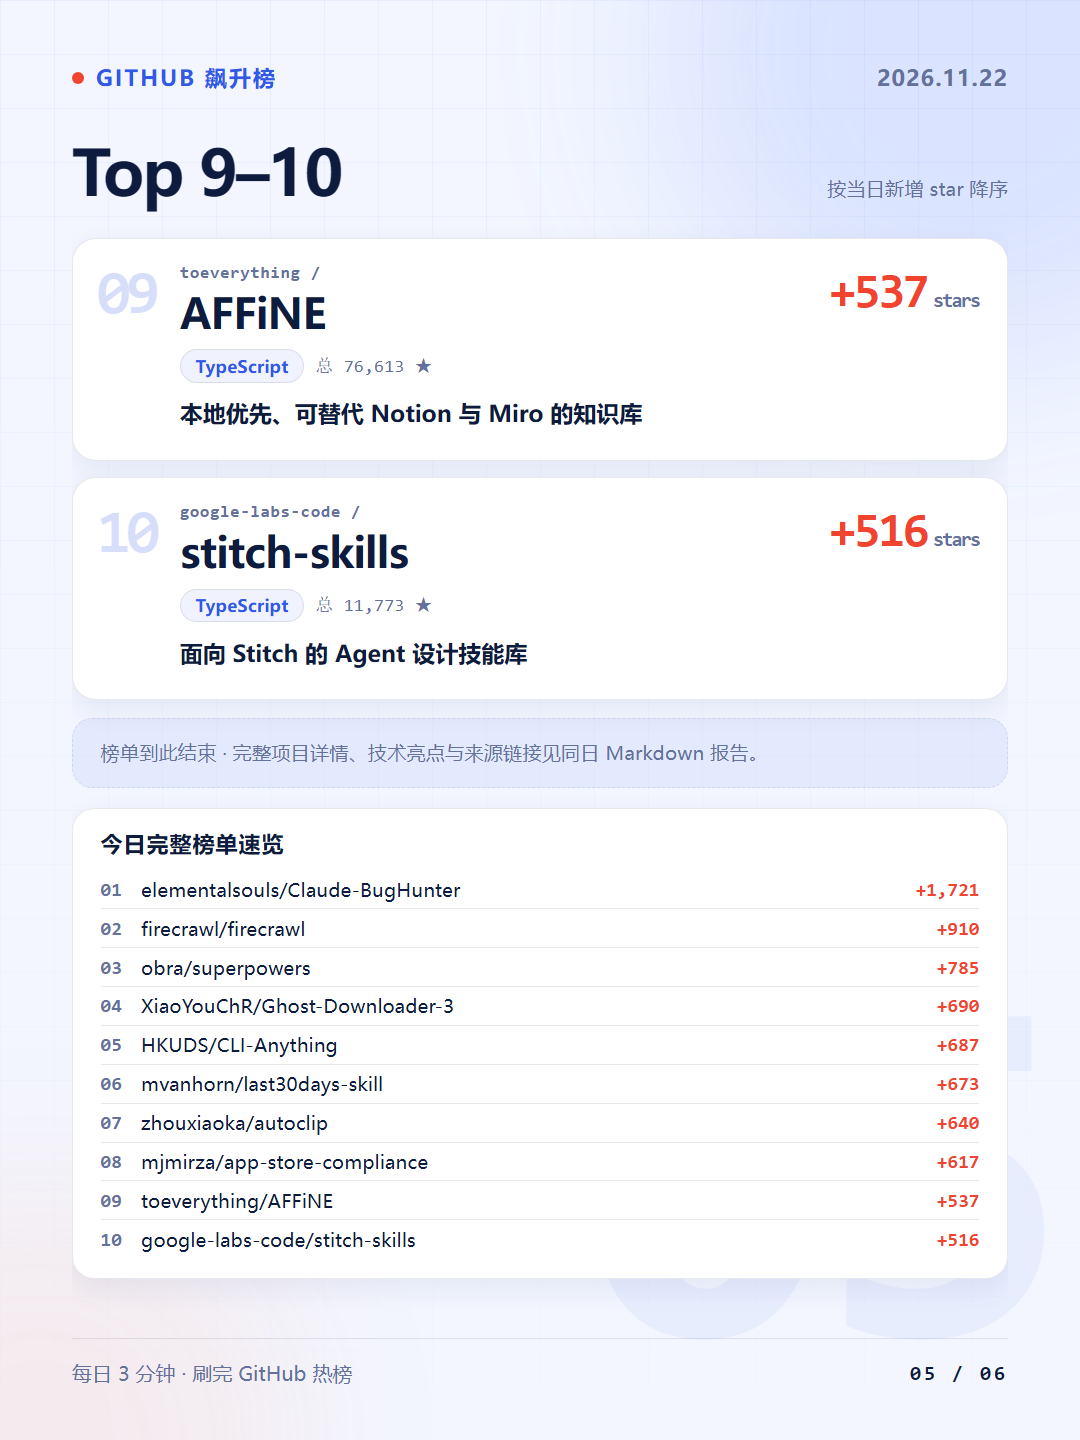 GITHUB 飙升榜
2026.11.22
Top 9–10
按当日新增 star 降序
09
toeverything /
AFFiNE
+537 stars
TypeScript 总 76,613 ★
本地优先、可替代 Notion 与 Miro 的知识库
10
google-labs-code /
stitch-skills
+516 stars
TypeScript 总 11,773 ★
面向 Stitch 的 Agent 设计技能库
榜单到此结束 · 完整项目详情、技术亮点与来源链接见同日 Markdown 报告。
今日完整榜单速览
01 elementalsouls/Claude-BugHunter +1,721
02 firecrawl/firecrawl +910
03 obra/superpowers +785
04 XiaoYouChR/Ghost-Downloader-3 +690
05 HKUDS/CLI-Anything +687
06 mvanhorn/last30days-skill +673
07 zhouxiaoka/autoclip +640
08 mjmirza/app-store-compliance +617
09 toeverything/AFFiNE +537
10 google-labs-code/stitch-skills +516
05
每日 3 分钟 · 刷完 GitHub 热榜
05 / 06